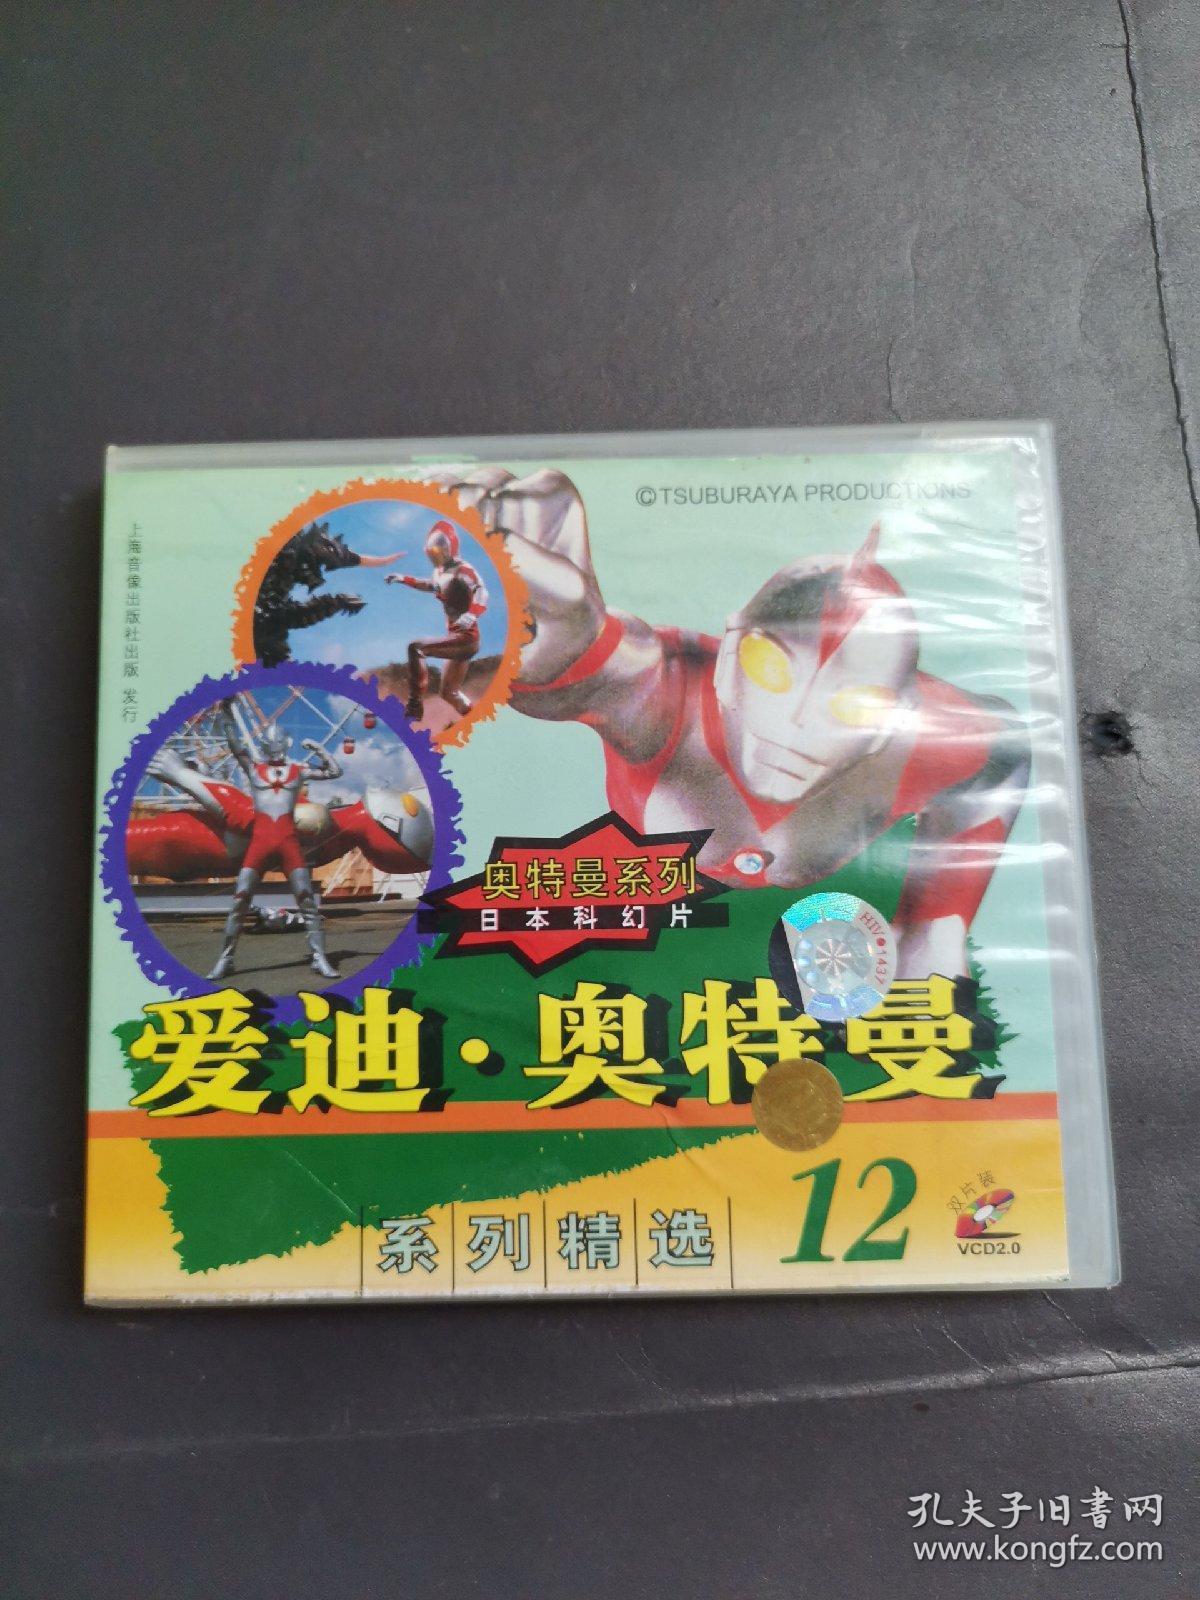 ©TSUBURAYA PRODUCTIONS
上海音像出版社出版 发行
奥特曼系列
日本科幻片
HIV●1437
爱迪·奥特曼
系列精选
12
双片装
VCD2.0
孔夫子旧书网
www.kongfz.com